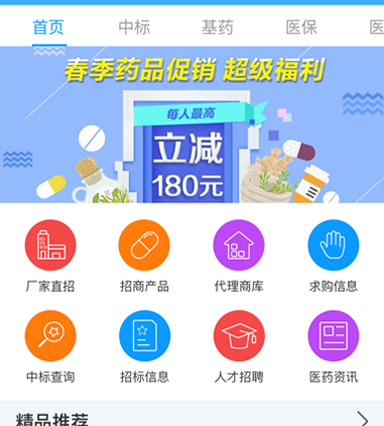 首页 中标 基药 医保 医
春季药品促销 超级福利
每人最高
立减
180元
厂家直招 招商产品 代理商库 求购信息
中标查询 招标信息 人才招聘 医药资讯
精品推荐